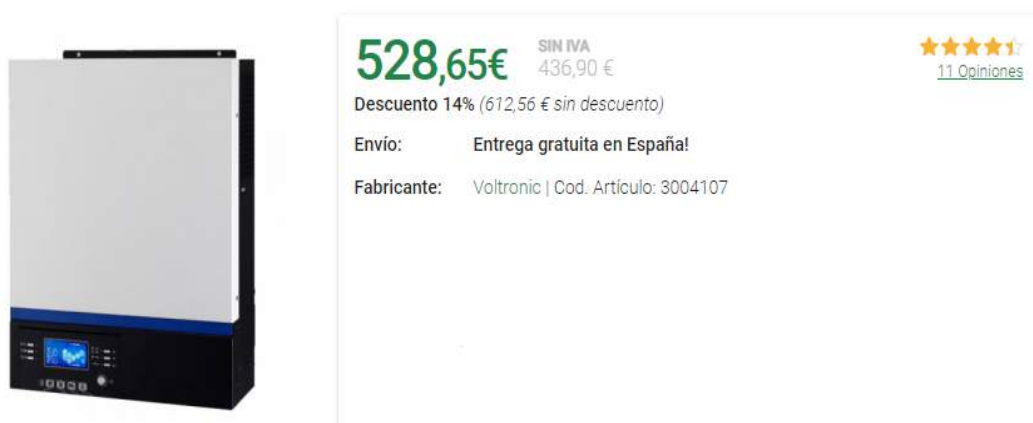 528,65€ SIN IVA
436,90 €
11 Opiniones
Descuento 14% (612,56 € sin descuento)
Envío: Entrega gratuita en España!
Fabricante: Voltronic | Cod. Artículo: 3004107